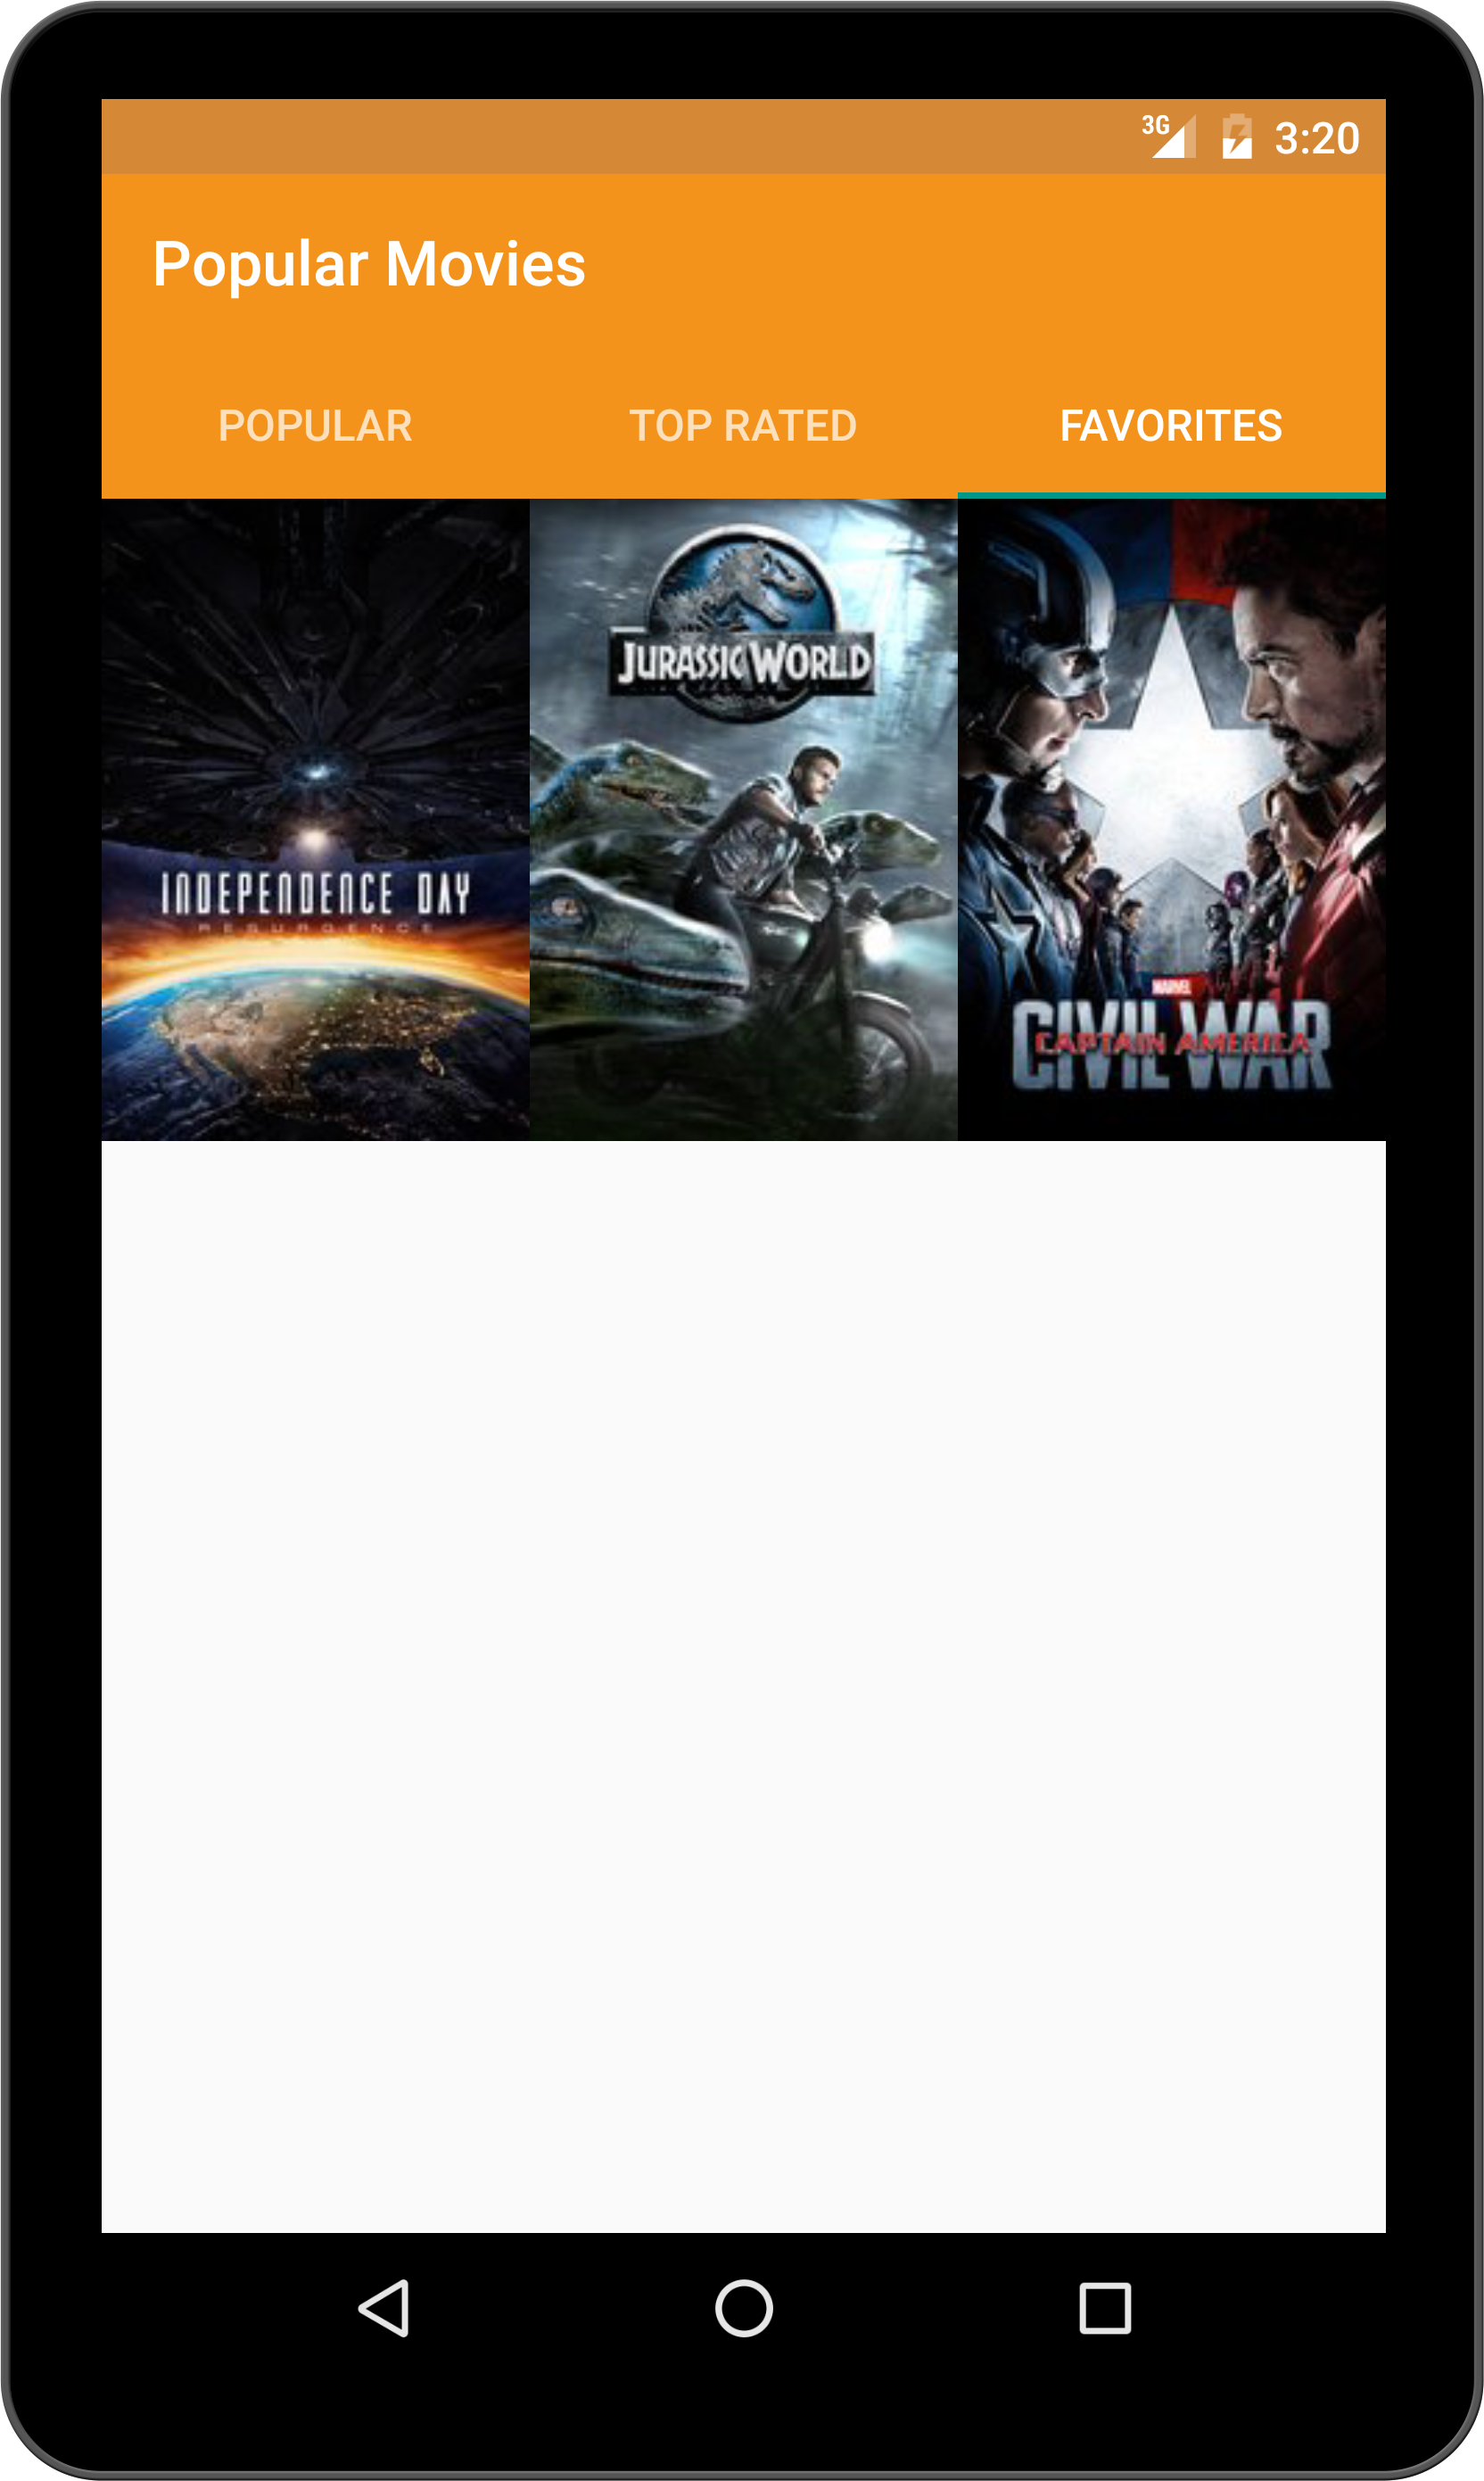 3G 3:20
Popular Movies
POPULAR TOP RATED FAVORITES
INDEPENDENCE DAY
RESURGENCE
JURASSIC WORLD
MARVEL
CIVIL WAR
CAPTAIN AMERICA